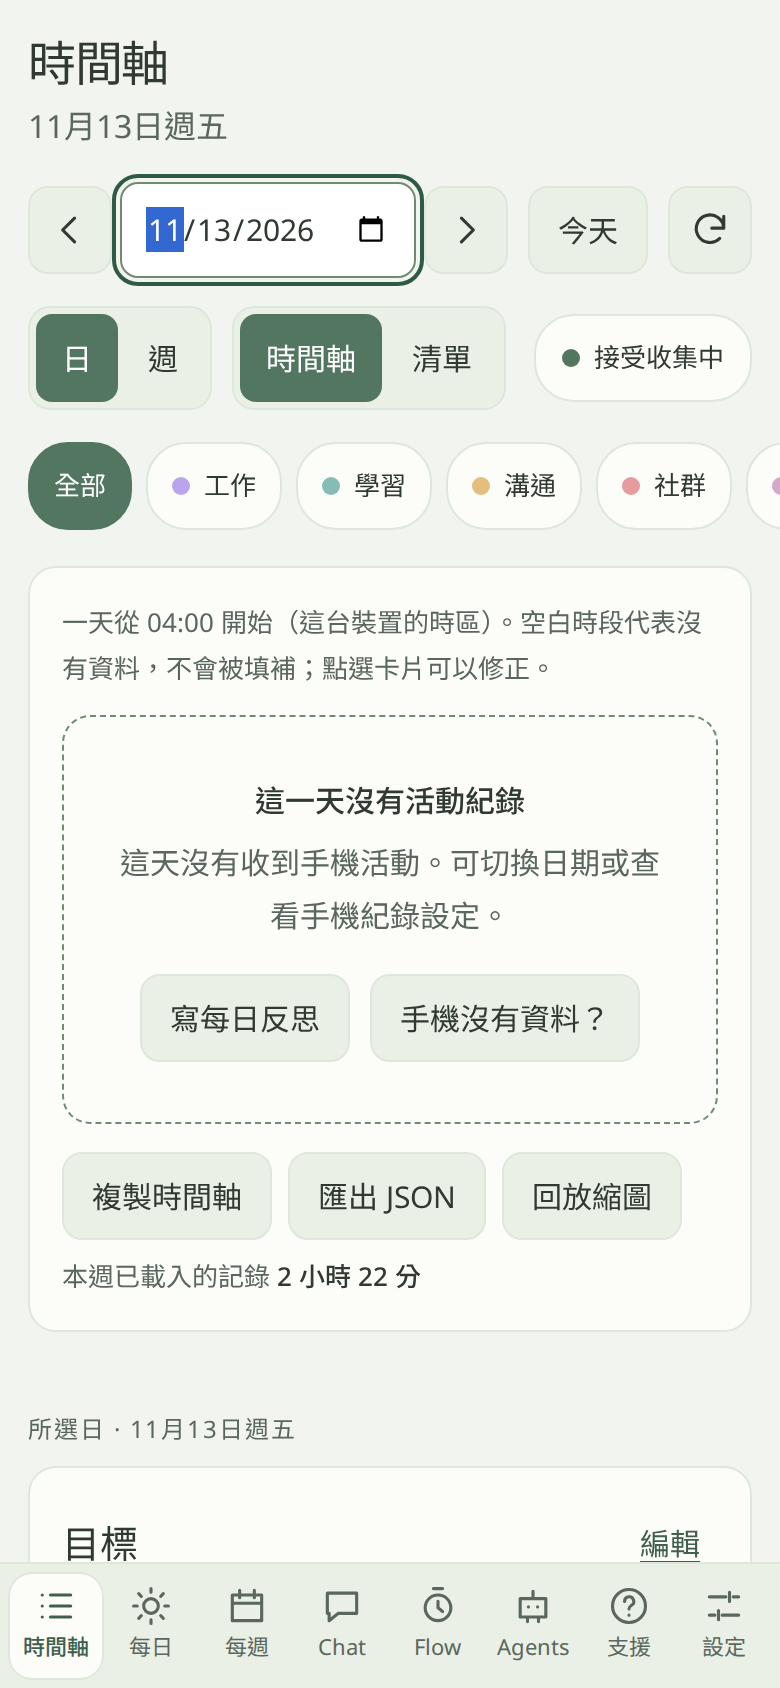 時間軸
11月13日週五
11/13/2026
今天
日
週
時間軸
清單
接受收集中
全部
工作
學習
溝通
社群
一天從 04:00 開始（這台裝置的時區）。空白時段代表沒
有資料，不會被填補；點選卡片可以修正。
這一天沒有活動紀錄
這天沒有收到手機活動。可切換日期或查
看手機紀錄設定。
寫每日反思
手機沒有資料？
複製時間軸
匯出 JSON
回放縮圖
本週已載入的記錄 2 小時 22 分
所選日 · 11月13日週五
目標
編輯
時間軸
每日
每週
Chat
Flow
Agents
支援
設定